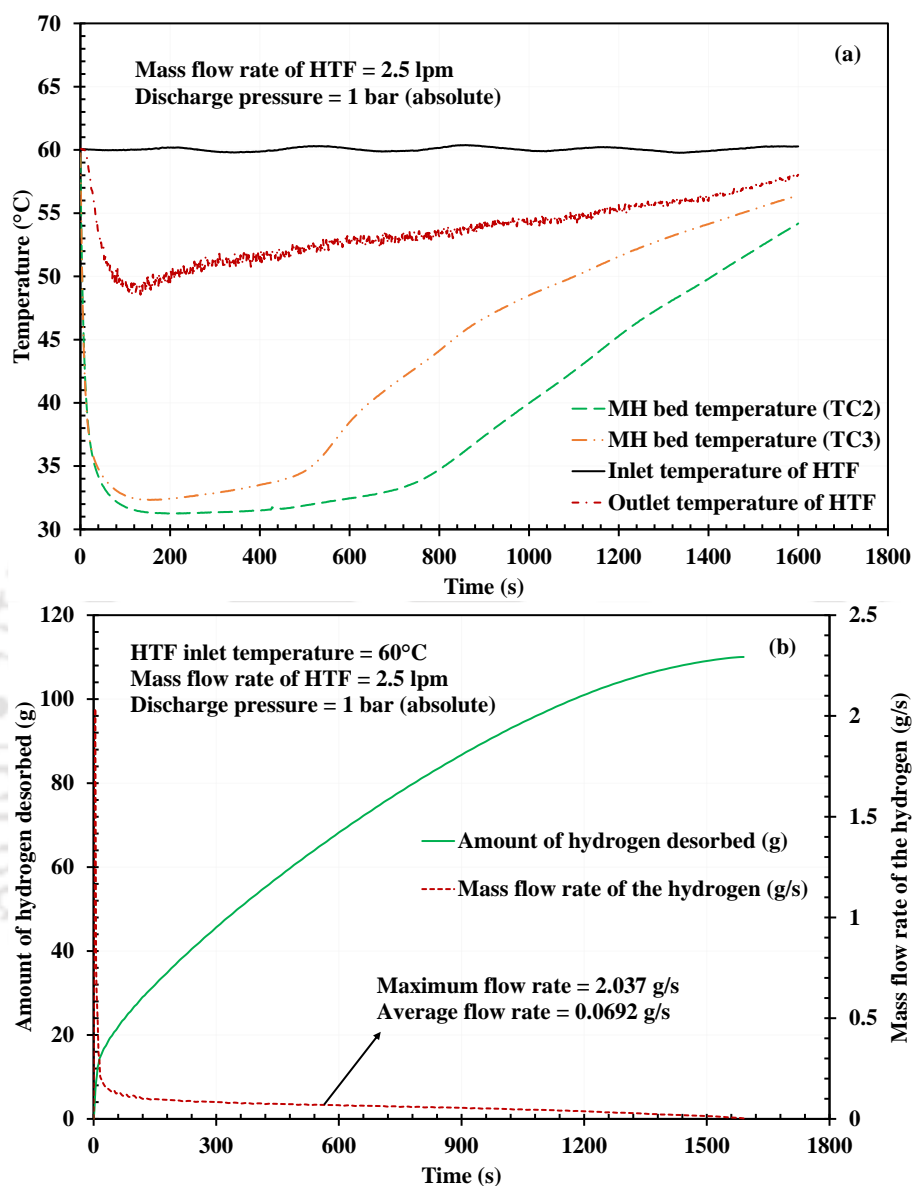 70
65
60
55
50
45
40
35
30
Temperature (°C)
Mass flow rate of HTF = 2.5 lpm
Discharge pressure = 1 bar (absolute)
(a)
MH bed temperature (TC2)
MH bed temperature (TC3)
Inlet temperature of HTF
Outlet temperature of HTF
0 200 400 600 800 1000 1200 1400 1600 1800
Time (s)
120
100
80
60
40
20
0
Amount of hydrogen desorbed (g)
HTF inlet temperature = 60°C
Mass flow rate of HTF = 2.5 lpm
Discharge pressure = 1 bar (absolute)
(b)
Amount of hydrogen desorbed (g)
Mass flow rate of the hydrogen (g/s)
Maximum flow rate = 2.037 g/s
Average flow rate = 0.0692 g/s
2.5
2
1.5
1
0.5
0
Mass flow rate of the hydrogen (g/s)
0 300 600 900 1200 1500 1800
Time (s)